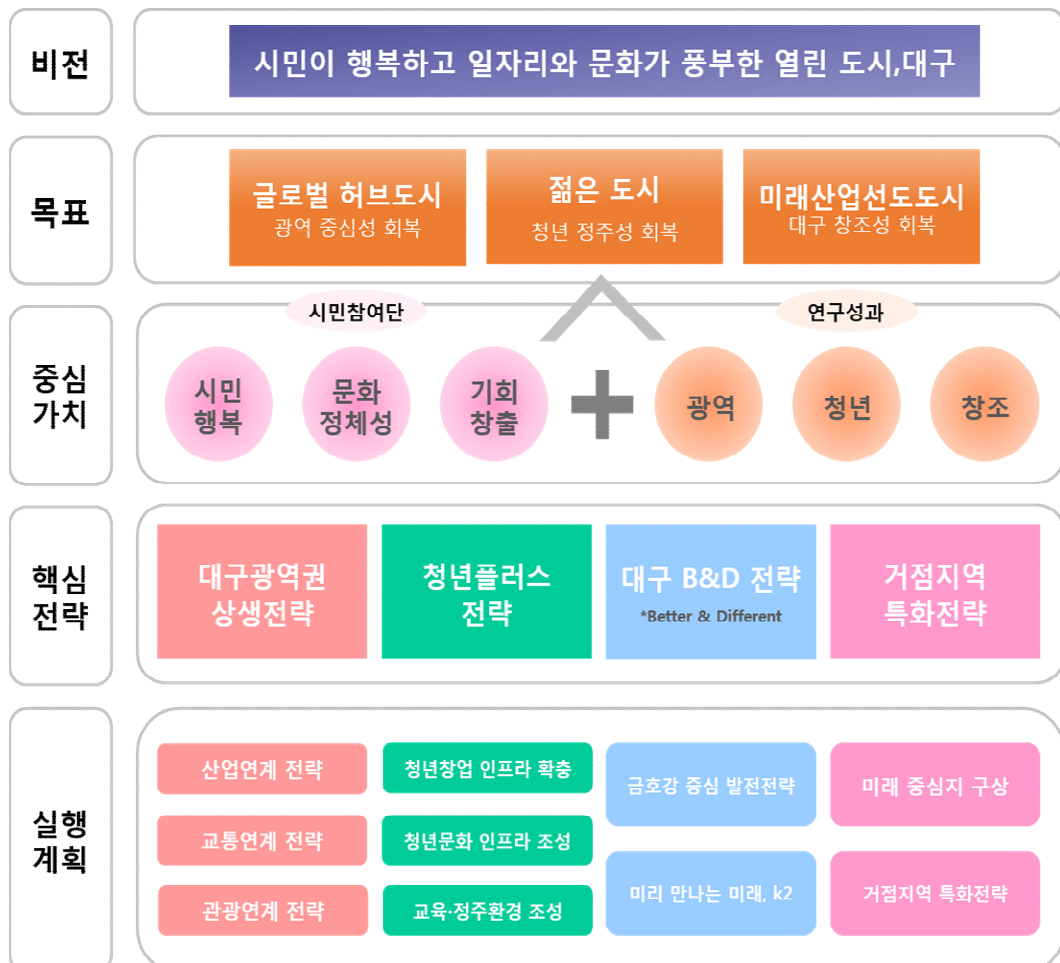 비전
시민이 행복하고 일자리와 문화가 풍부한 열린 도시,대구
목표
글로벌 허브도시
광역 중심성 회복
젊은 도시
청년 정주성 회복
미래산업선도도시
대구 창조성 회복
중심
가치
시민참여단
연구성과
시민
행복
문화
정체성
기회
창출
+
광역
청년
창조
핵심
전략
대구광역권
상생전략
청년플러스
전략
대구 B&D 전략
*Better & Different
거점지역
특화전략
실행
계획
산업연계 전략
교통연계 전략
관광연계 전략
청년창업 인프라 확충
청년문화 인프라 조성
교육·정주환경 조성
금호강 중심 발전전략
미리 만나는 미래, k2
미래 중심지 구상
거점지역 특화전략